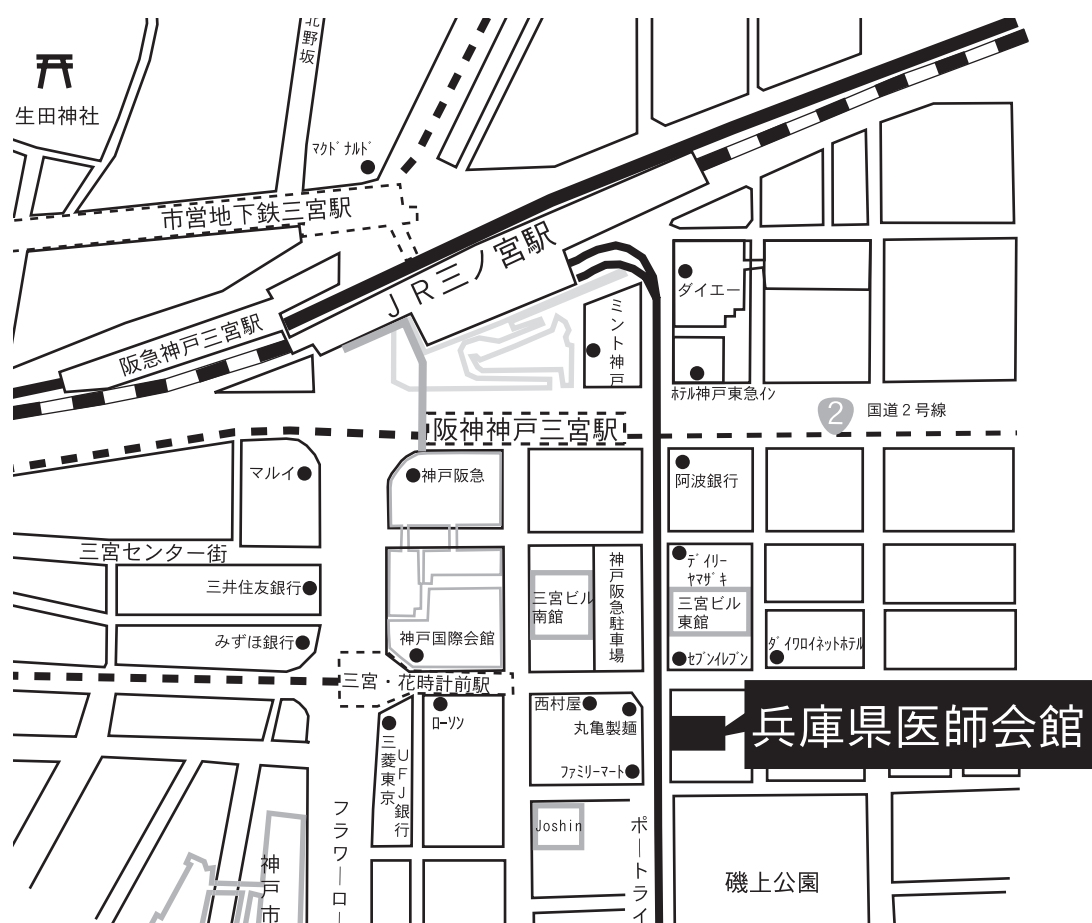 北野坂
生田神社
マクドナルド
市営地下鉄三宮駅
JR三ノ宮駅
ダイエー
ミント神戸
阪急神戸三宮駅
ホテル神戸東急イン
2
国道2号線
阪神神戸三宮駅
マルイ
神戸阪急
阿波銀行
三宮センター街
三井住友銀行
みずほ銀行
神戸国際会館
三宮ビル
南館
神戸阪急駐車場
デイリー
ヤマザキ
三宮ビル
東館
セブンイレブン
ダイワロイネットホテル
三宮・花時計前駅
西村屋
丸亀製麺
ファミリーマート
ローソン
三菱東京
UFJ銀行
兵庫県医師会館
Joshin
フラワーロー
ポートライ
磯上公園
神戸市